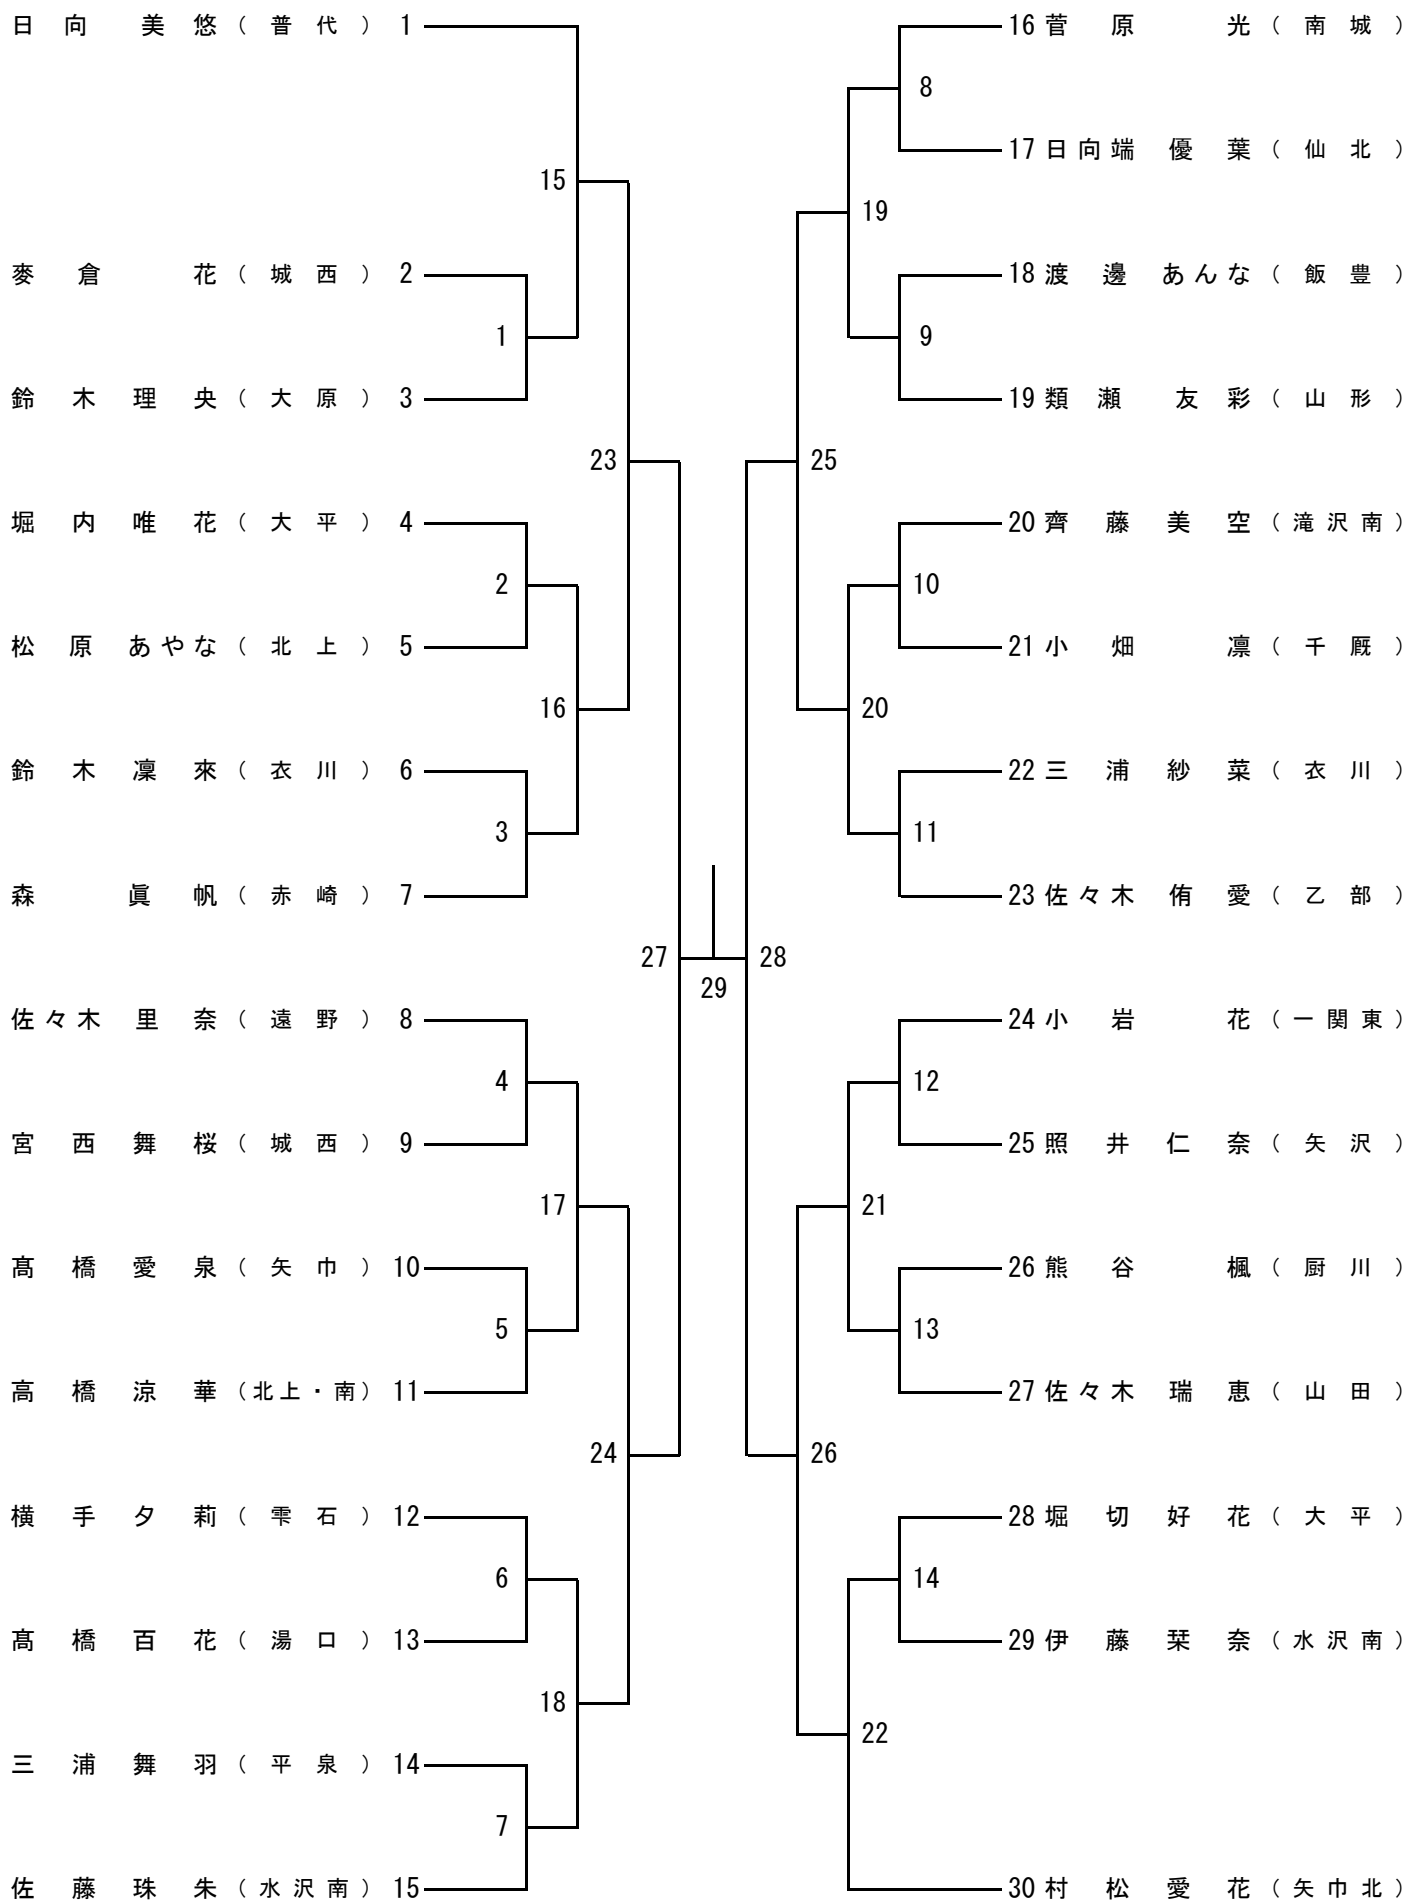 日向 美悠（普代）1
15
麥倉 花（城西）2
1
鈴木理央（大原）3
23
堀内唯花（大平）4
2
松原あやな（北上）5
16
鈴木凜來（衣川）6
3
森 眞帆（赤崎）7
27
佐々木里奈（遠野）8
4
宮西舞桜（城西）9
17
髙橋愛泉（矢巾）10
5
高橋涼華（北上・南）11
24
横手夕莉（雫石）12
6
髙橋百花（湯口）13
18
三浦舞羽（平泉）14
7
佐藤珠朱（水沢南）15
29
16 菅原 光（南城）
8
17 日向端優葉（仙北）
19
18 渡邊あんな（飯豊）
9
19 類瀬 友彩（山形）
25
20 齊藤美空（滝沢南）
10
21 小畑 凛（千厩）
20
22 三浦紗菜（衣川）
11
23 佐々木侑愛（乙部）
28
24 小岩 花（一関東）
12
25 照井仁奈（矢沢）
21
26 熊谷 楓（厨川）
13
27 佐々木瑞恵（山田）
26
28 堀切好花（大平）
14
29 伊藤栞奈（水沢南）
22
30 村松愛花（矢巾北）